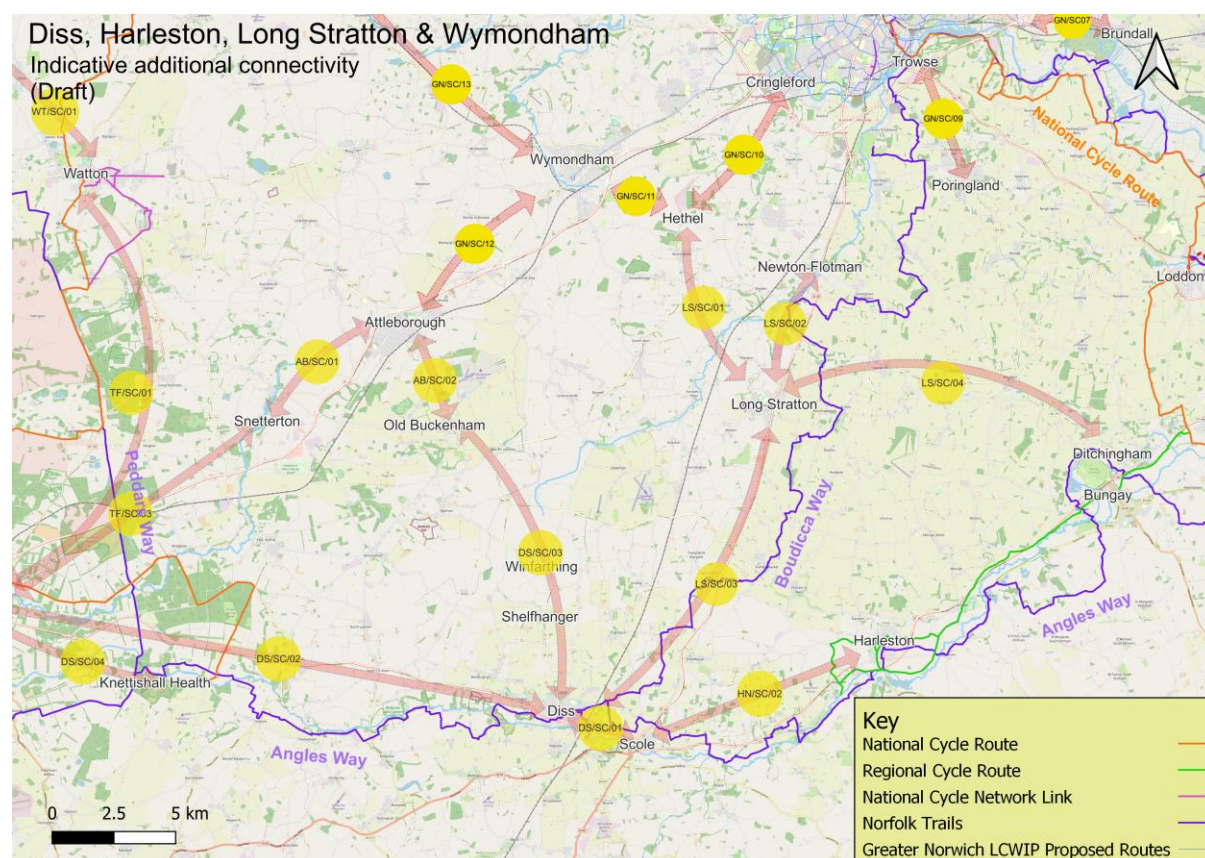 Diss, Harleston, Long Stratton & Wymondham
Indicative additional connectivity
(Draft)
GN/SC07
Brundall
Trowse
Cringleford
GN/SC/13
WT/SC/01
GN/SC/09
National Cycle Route
Wymondham
GN/SC/10
Watton
Poringland
GN/SC/11
Hethel
GN/SC/12
Newton Flotman
Loddon
LS/SC/01
LS/SC/02
Attleborough
AB/SC/01
AB/SC/02
TF/SC/01
LS/SC/04
Long Stratton
Snetterton
Old Buckenham
Ditchingham
Bungay
Peddars Way
TF/SC/03
Boudicca Way
DS/SC/03
Winfarthing
LS/SC/03
Shelfhanger
Angles Way
Harleston
DS/SC/04
DS/SC/02
Knettishall Health
HN/SC/02
Diss
DS/SC/01
Scole
Angles Way
0 2.5 5 km
Key
National Cycle Route
Regional Cycle Route
National Cycle Network Link
Norfolk Trails
Greater Norwich LCWIP Proposed Routes